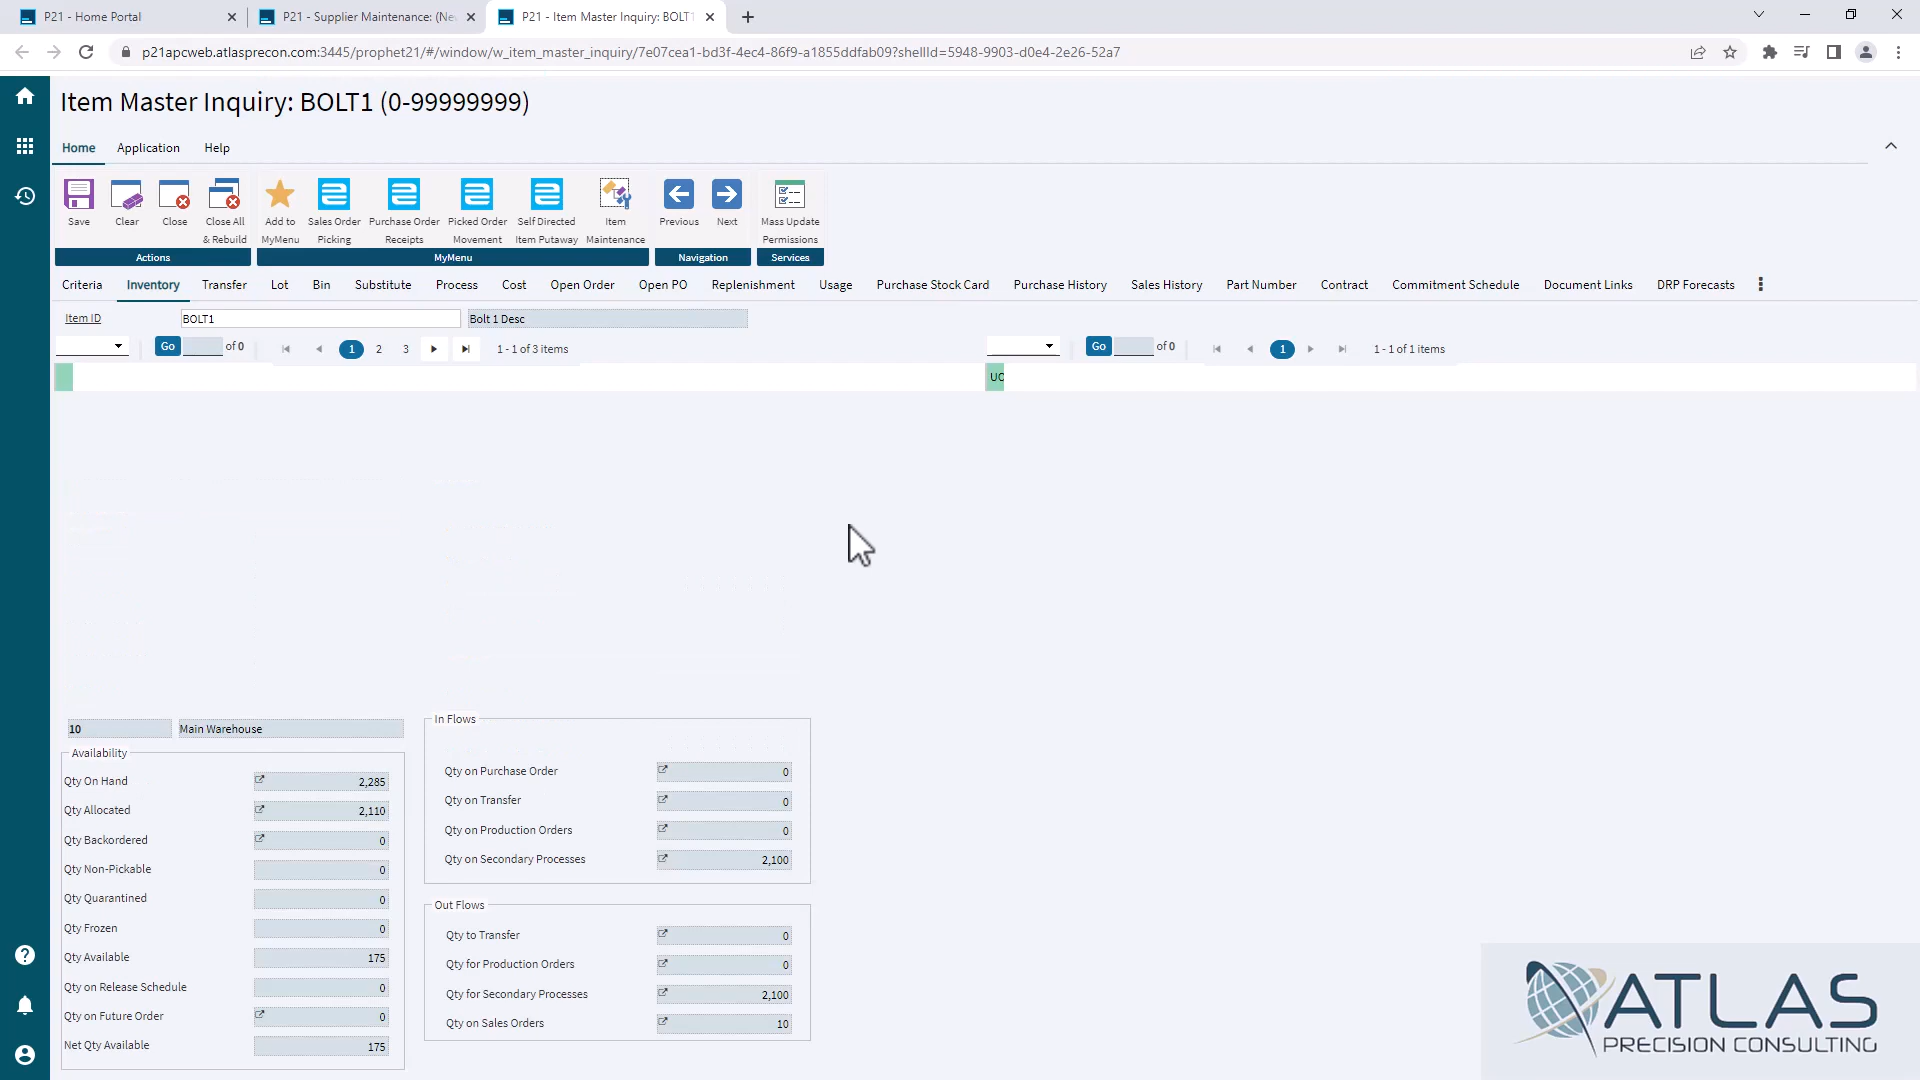 P21 - Home Portal
P21 - Supplier Maintenance: (Ne
P21 - Item Master Inquiry: BOLT1
p21apcweb.atlasprecon.com:3445/prophet21/#/window/w_item_master_inquiry/7e07cea1-bd3f-4ec4-86f9-a1855ddfab09?shellId=5948-9903-d0e4-2e26-52a7
Item Master Inquiry: BOLT1 (0-99999999)
Home Application Help
Save Clear Close Close All & Rebuild
Add to MyMenu Sales Order Picking Purchase Order Receipts Picked Order Movement Self Directed Item Putaway Item Maintenance
Previous Next Mass Update Permissions
Actions MyMenu Navigation Services
Criteria Inventory Transfer Lot Bin Substitute Process Cost Open Order Open PO Replenishment Usage Purchase Stock Card Purchase History Sales History Part Number Contract Commitment Schedule Document Links DRP Forecasts
Item ID BOLT1 Bolt 1 Desc
Go of 0 1 2 3 1 - 1 of 3 items Go of 0 1 1 - 1 of 1 items
UO
10 Main Warehouse
Availability
Qty On Hand 2,285
Qty Allocated 2,110
Qty Backordered 0
Qty Non-Pickable 0
Qty Quarantined 0
Qty Frozen 0
Qty Available 175
Qty on Release Schedule 0
Qty on Future Order 0
Net Qty Available 175
In Flows
Qty on Purchase Order 0
Qty on Transfer 0
Qty on Production Orders 0
Qty on Secondary Processes 2,100
Out Flows
Qty to Transfer 0
Qty for Production Orders 0
Qty for Secondary Processes 2,100
Qty on Sales Orders 10
ATLAS
PRECISION CONSULTING